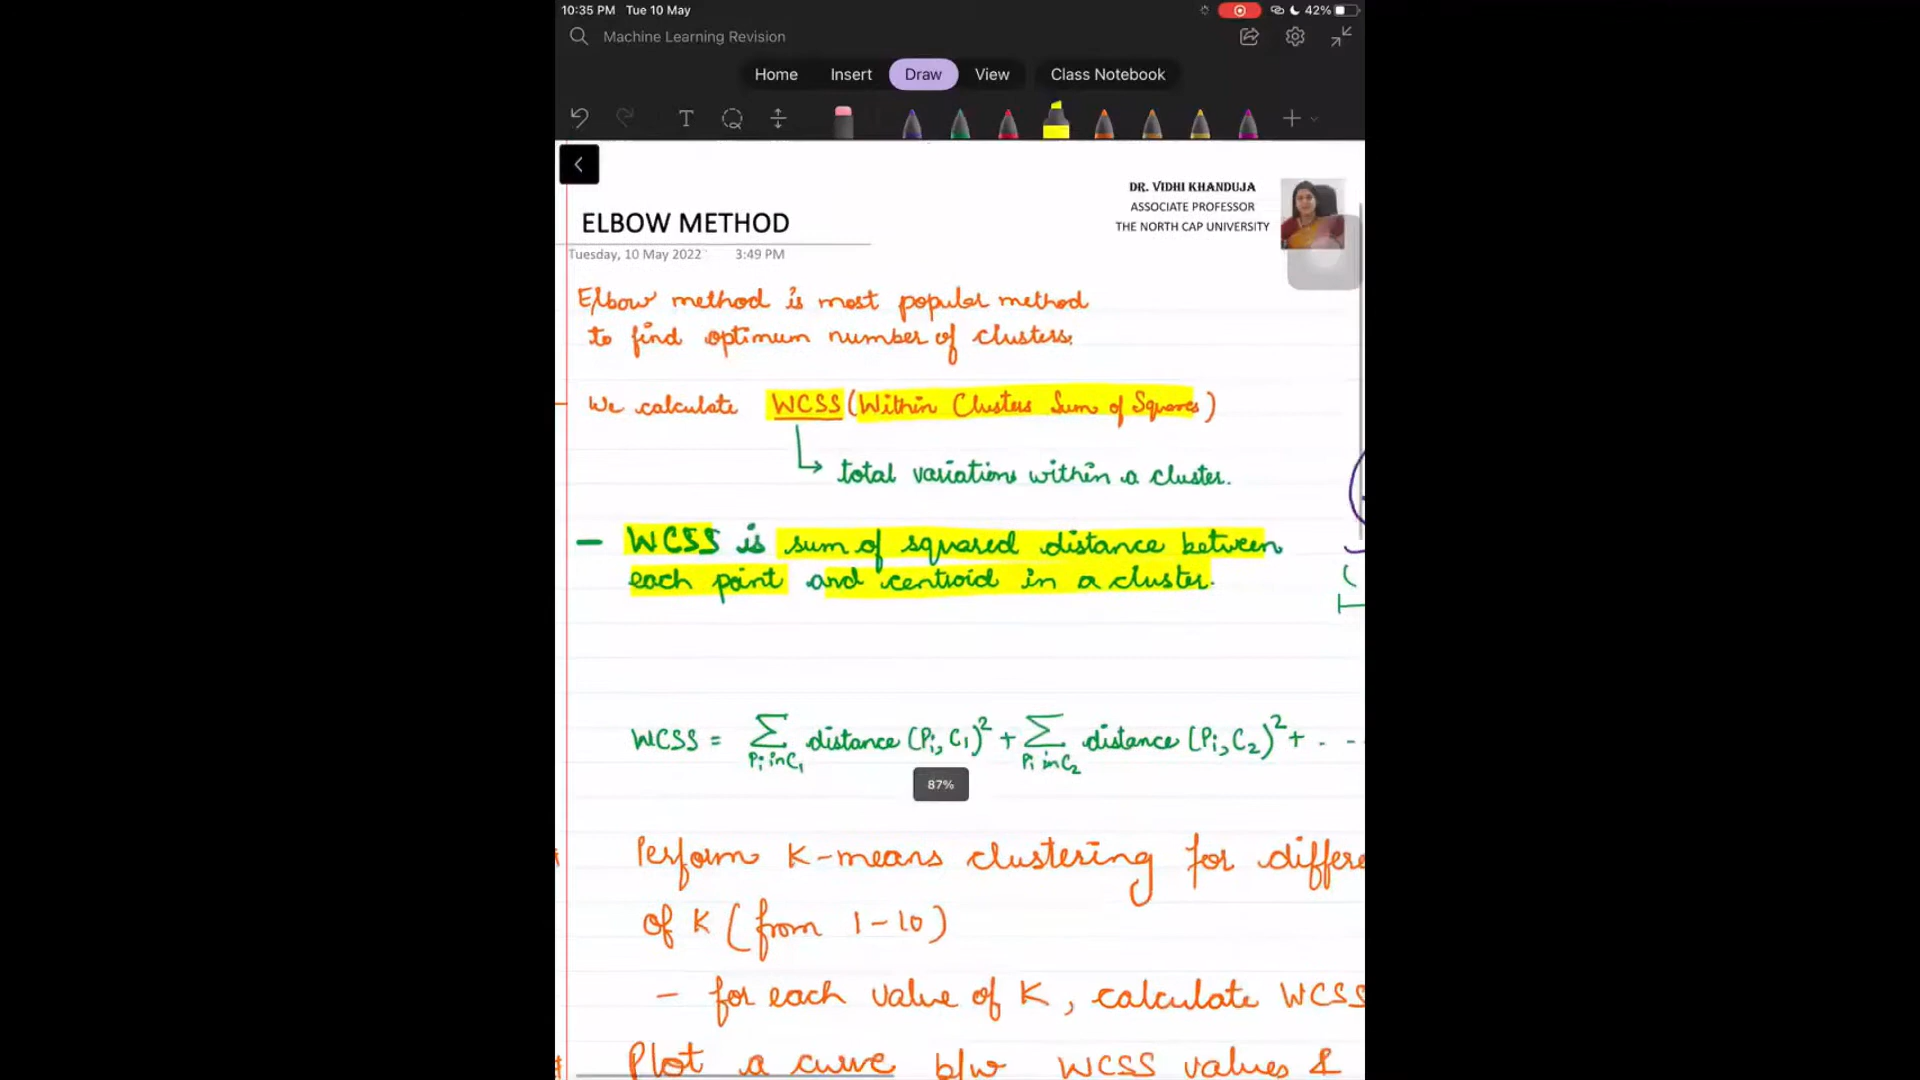 10:35 PM Tue 10 May 42%
Machine Learning Revision
Home Insert Draw View Class Notebook
DR. VIDHI KHANDUJA
ASSOCIATE PROFESSOR
THE NORTH CAP UNIVERSITY
ELBOW METHOD
Tuesday, 10 May 2022 3:49 PM
Elbow method is most popular method
to find optimum number of clusters.
We calculate WCSS (Within Clusters Sum of Squares)
↳ total variations within a cluster.
- WCSS is sum of squared distance between
each point and centroid in a cluster.
WCSS = ∑ distance (Pi, C1)² + ∑ distance (Pi, C2)² + . . -
Pi in C1 Pi in C2
87%
Perform K-means clustering for differe
of K (from 1-10)
- for each value of K, calculate WCSS
Plot a curve b/w WCSS values &